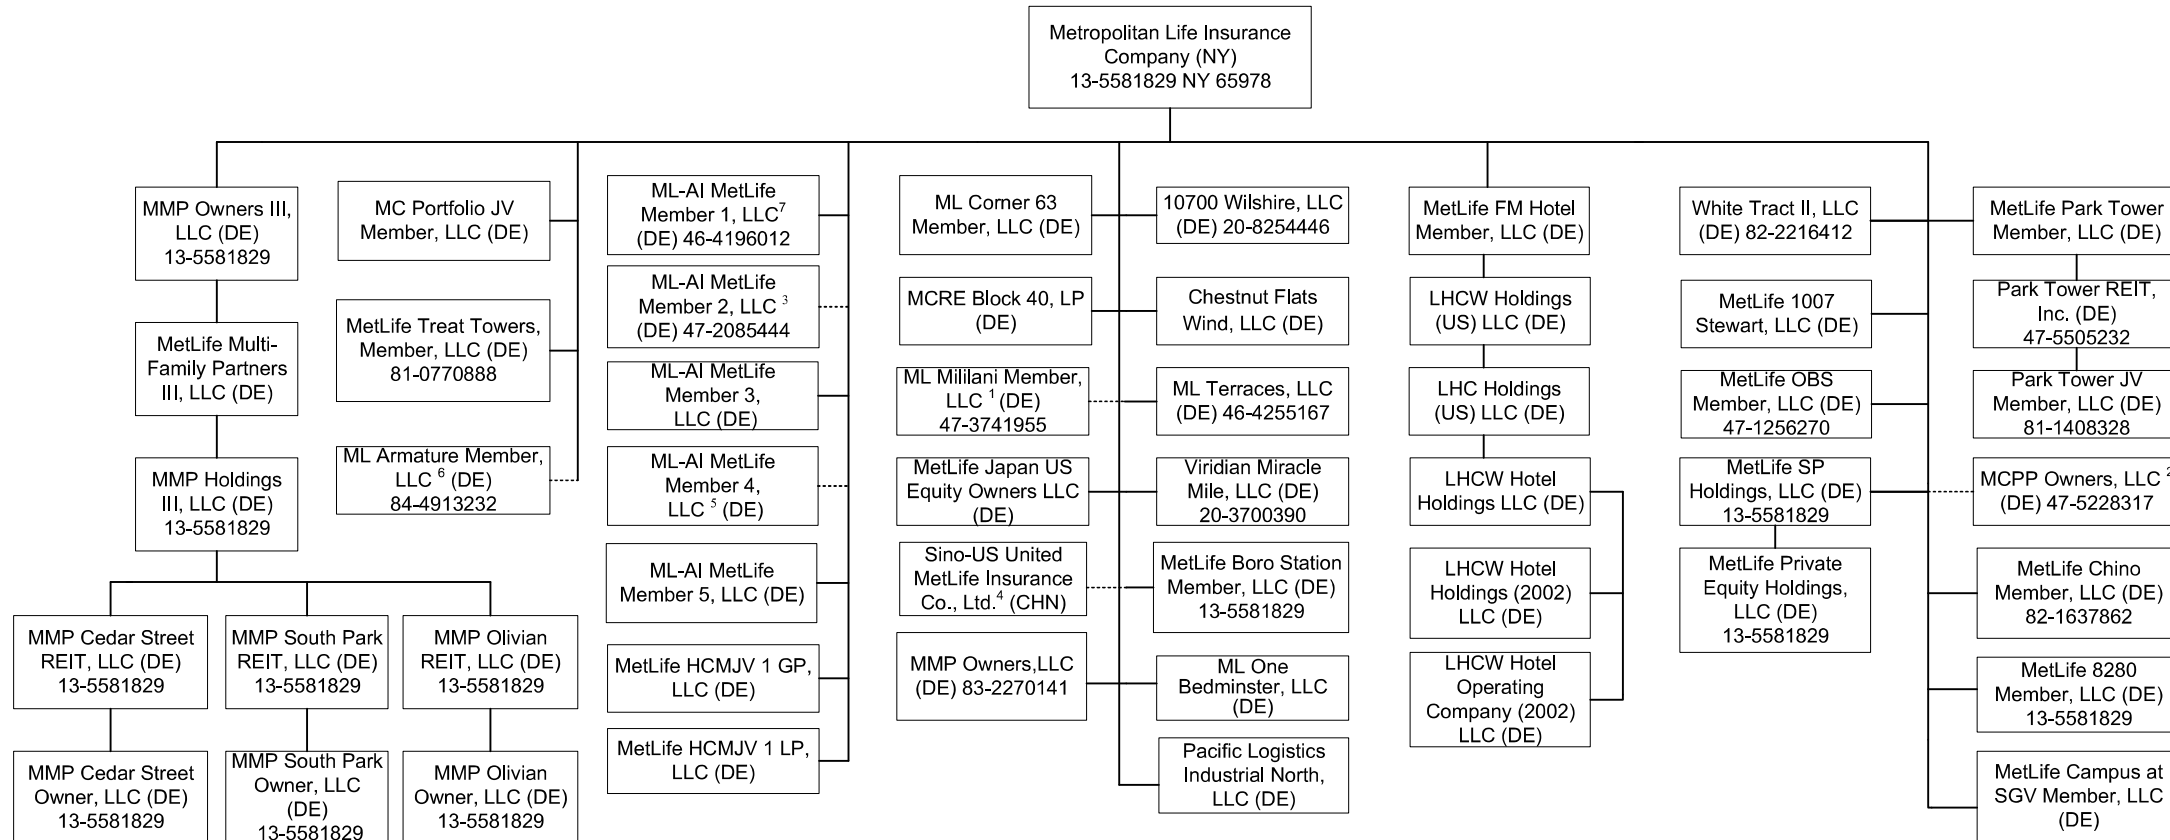 Metropolitan Life Insurance
Company (NY)
13-5581829 NY 65978
MMP Owners III,
LLC (DE)
13-5581829
MetLife Multi-
Family Partners
III, LLC (DE)
MMP Holdings
III, LLC (DE)
13-5581829
MMP Cedar Street
REIT, LLC (DE)
13-5581829
MMP South Park
REIT, LLC (DE)
13-5581829
MMP Olivian
REIT, LLC (DE)
13-5581829
MMP Cedar Street
Owner, LLC (DE)
13-5581829
MMP South Park
Owner, LLC
(DE)
13-5581829
MMP Olivian
Owner, LLC (DE)
13-5581829
MC Portfolio JV
Member, LLC (DE)
MetLife Treat Towers,
Member, LLC (DE)
81-0770888
ML Armature Member,
LLC 6 (DE)
84-4913232
ML-AI MetLife
Member 1, LLC7
(DE) 46-4196012
ML-AI MetLife
Member 2, LLC 3
(DE) 47-2085444
ML-AI MetLife
Member 3,
LLC (DE)
ML-AI MetLife
Member 4,
LLC 5 (DE)
ML-AI MetLife
Member 5, LLC (DE)
MetLife HCMJV 1 GP,
LLC (DE)
MetLife HCMJV 1 LP,
LLC (DE)
ML Corner 63
Member, LLC (DE)
MCRE Block 40, LP
(DE)
ML Mililani Member,
LLC 1 (DE)
47-3741955
MetLife Japan US
Equity Owners LLC
(DE)
Sino-US United
MetLife Insurance
Co., Ltd.4 (CHN)
MMP Owners,LLC
(DE) 83-2270141
10700 Wilshire, LLC
(DE) 20-8254446
Chestnut Flats
Wind, LLC (DE)
ML Terraces, LLC
(DE) 46-4255167
Viridian Miracle
Mile, LLC (DE)
20-3700390
MetLife Boro Station
Member, LLC (DE)
13-5581829
ML One
Bedminster, LLC
(DE)
Pacific Logistics
Industrial North,
LLC (DE)
MetLife FM Hotel
Member, LLC (DE)
LHCW Holdings
(US) LLC (DE)
LHC Holdings
(US) LLC (DE)
LHCW Hotel
Holdings LLC (DE)
LHCW Hotel
Holdings (2002)
LLC (DE)
LHCW Hotel
Operating
Company (2002)
LLC (DE)
White Tract II, LLC
(DE) 82-2216412
MetLife 1007
Stewart, LLC (DE)
MetLife OBS
Member, LLC (DE)
47-1256270
MetLife SP
Holdings, LLC (DE)
13-5581829
MetLife Private
Equity Holdings,
LLC (DE)
13-5581829
MetLife Park Tower
Member, LLC (DE)
Park Tower REIT,
Inc. (DE)
47-5505232
Park Tower JV
Member, LLC (DE)
81-1408328
MCPP Owners, LLC 2
(DE) 47-5228317
MetLife Chino
Member, LLC (DE)
82-1637862
MetLife 8280
Member, LLC (DE)
13-5581829
MetLife Campus at
SGV Member, LLC
(DE)